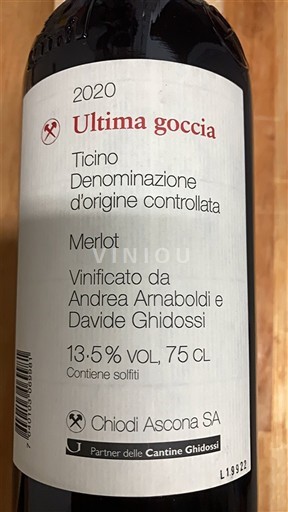 2020
Ultima goccia
Ticino
Denominazione
d'origine controllata
Merlot
VINIOU
Vinificato da
Andrea Arnaboldi e
Davide Ghidossi
13·5% VOL, 75 CL
Contiene solfiti
Chiodi Ascona SA
Partner delle Cantine Ghidossi
L19922